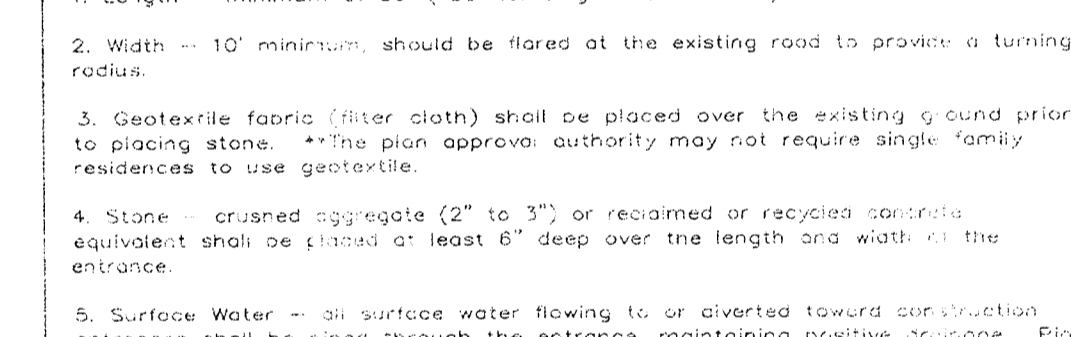 2. Width -- 10' minimum, should be flared at the existing road to provide a turning
radius.
3. Geotextile fabric (filter cloth) shall be placed over the existing ground prior
to placing stone. **The plan approval authority may not require single family
residences to use geotextile.
4. Stone - crushed aggregate (2" to 3") or reclaimed or recycled concrete
equivalent shall be placed at least 6" deep over the length and width of the
entrance.
5. Surface Water -- all surface water flowing to or diverted toward construction